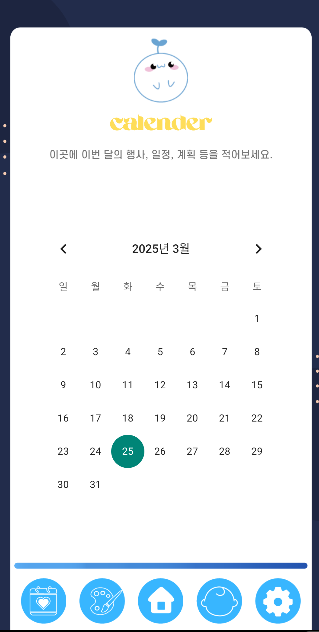 calender
이곳에 이번 달의 행사, 일정, 계획 등을 적어보세요.
2025년 3월
일 월 화 수 목 금 토
1
2 3 4 5 6 7 8
9 10 11 12 13 14 15
16 17 18 19 20 21 22
23 24 25 26 27 28 29
30 31